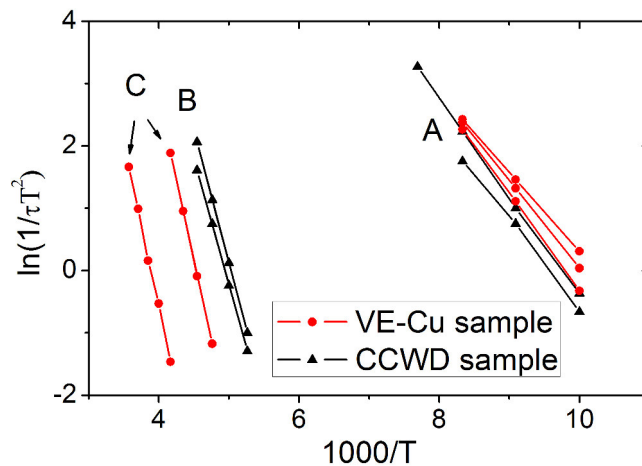 4
2
0
-2
ln(1/τT²)
C
B
A
VE-Cu sample
CCWD sample
4 6 8 10
1000/T